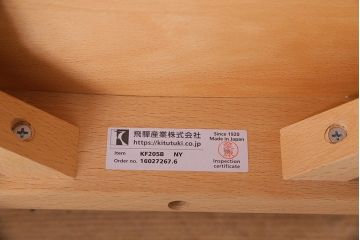 飛騨産業株式会社
https://kitutuki.co.jp
Since 1920
Made in Japan
Item KF205B NY
Order no. 16027267.6
Inspection
certificate